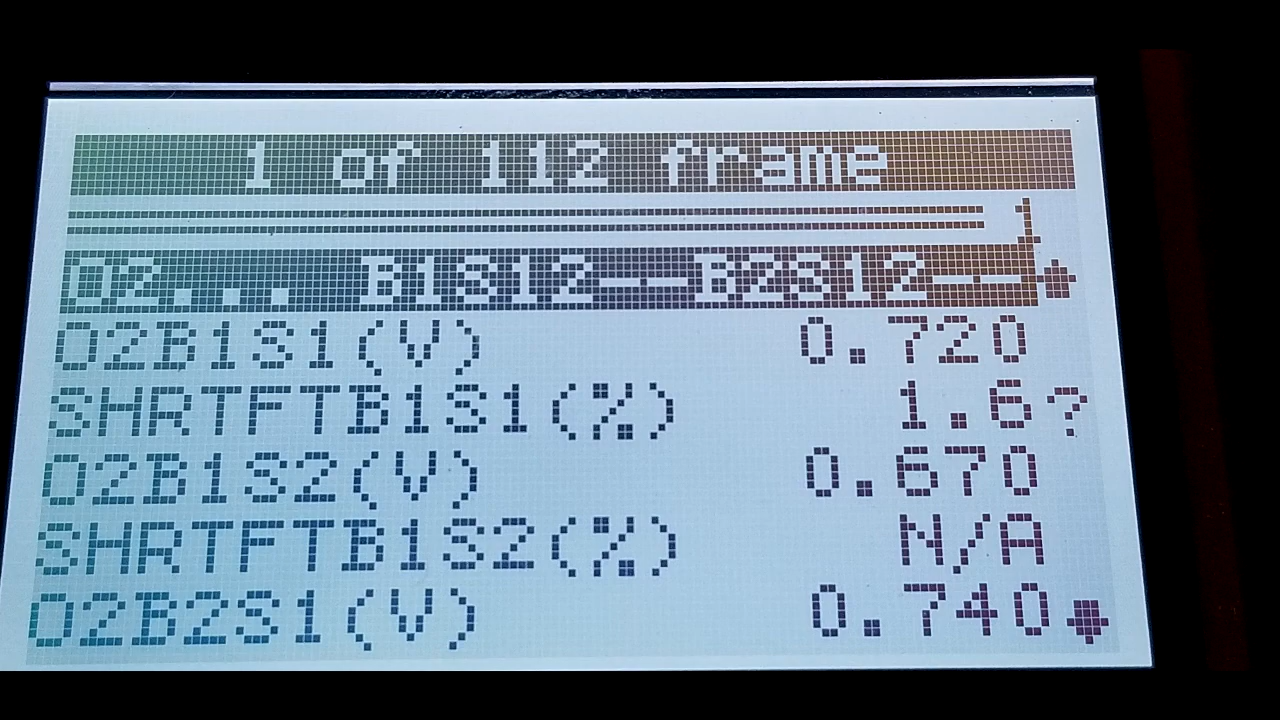 1 of 112 frame
1
O2... B1S12--B2S12--
O2B1S1(V) 0.720
SHRTFTB1S1(%) 1.6 ?
O2B1S2(V) 0.670
SHRTFTB1S2(%) N/A
O2B2S1(V) 0.740